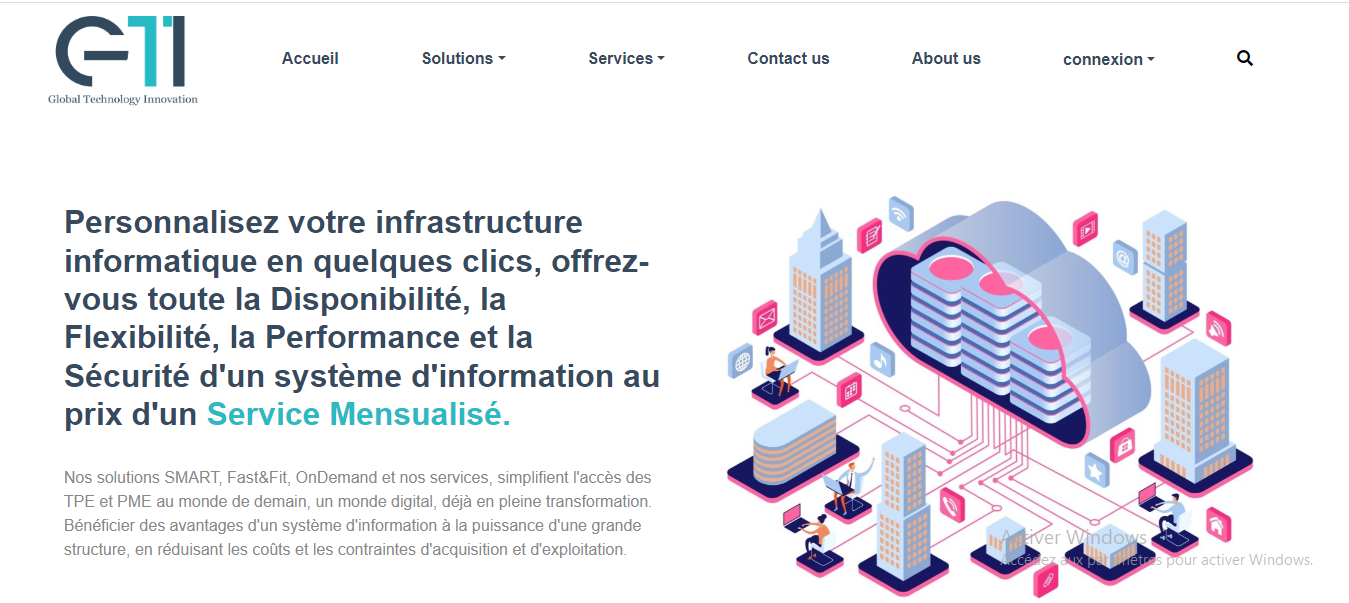 GTI
Global Technology Innovation
Accueil
Solutions
Services
Contact us
About us
connexion
Personnalisez votre infrastructure
informatique en quelques clics, offrez-
vous toute la Disponibilité, la
Flexibilité, la Performance et la
Sécurité d'un système d'information au
prix d'un Service Mensualisé.
Nos solutions SMART, Fast&Fit, OnDemand et nos services, simplifient l'accès des
TPE et PME au monde de demain, un monde digital, déjà en pleine transformation.
Bénéficier des avantages d'un système d'information à la puissance d'une grande
structure, en réduisant les coûts et les contraintes d'acquisition et d'exploitation.
@
Activer Windows
Accédez aux paramètres pour activer Windows.